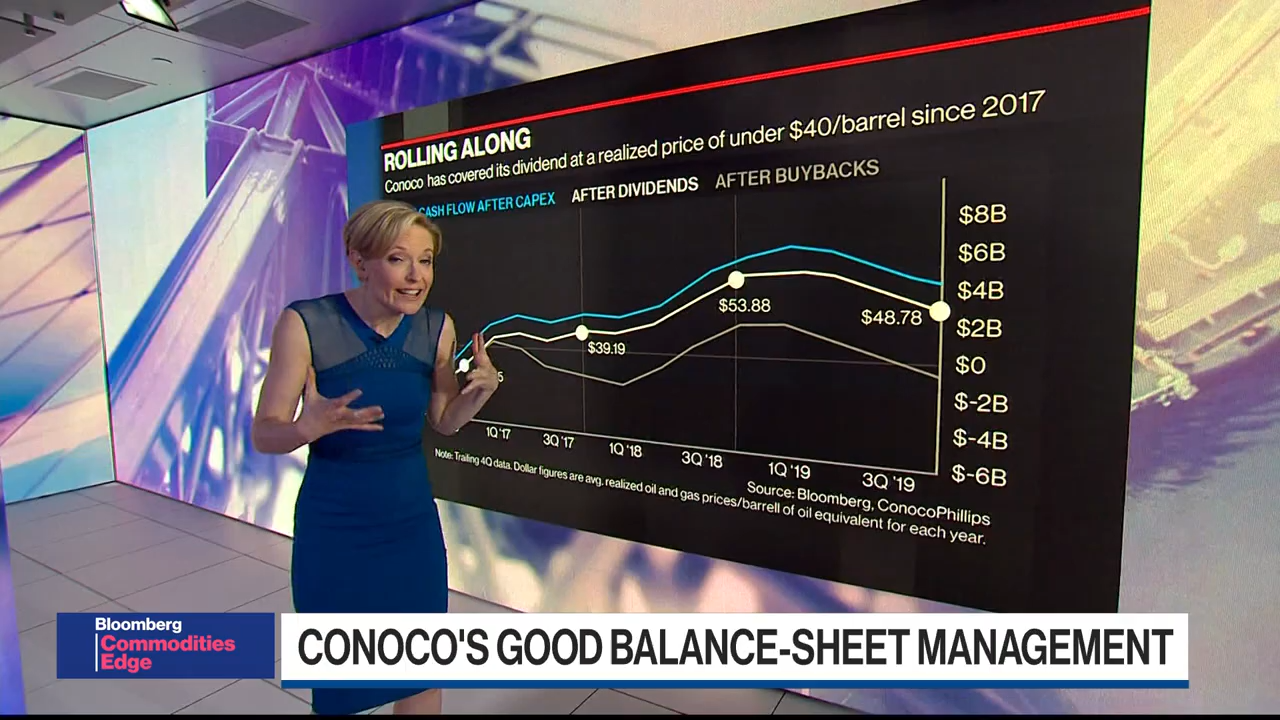 ROLLING ALONG
Conoco has covered its dividend at a realized price of under $40/barrel since 2017
CASH FLOW AFTER CAPEX AFTER DIVIDENDS AFTER BUYBACKS
$8B
$6B
$4B
$2B
$0
$-2B
$-4B
$-6B
5
$39.19
$53.88
$48.78
1Q '17 3Q '17 1Q '18 3Q '18 1Q '19 3Q '19
Source: Bloomberg, ConocoPhillips
Note: Trailing 4Q data. Dollar figures are avg. realized oil and gas prices/barrell of oil equivalent for each year.
Bloomberg
Commodities
Edge
CONOCO'S GOOD BALANCE-SHEET MANAGEMENT